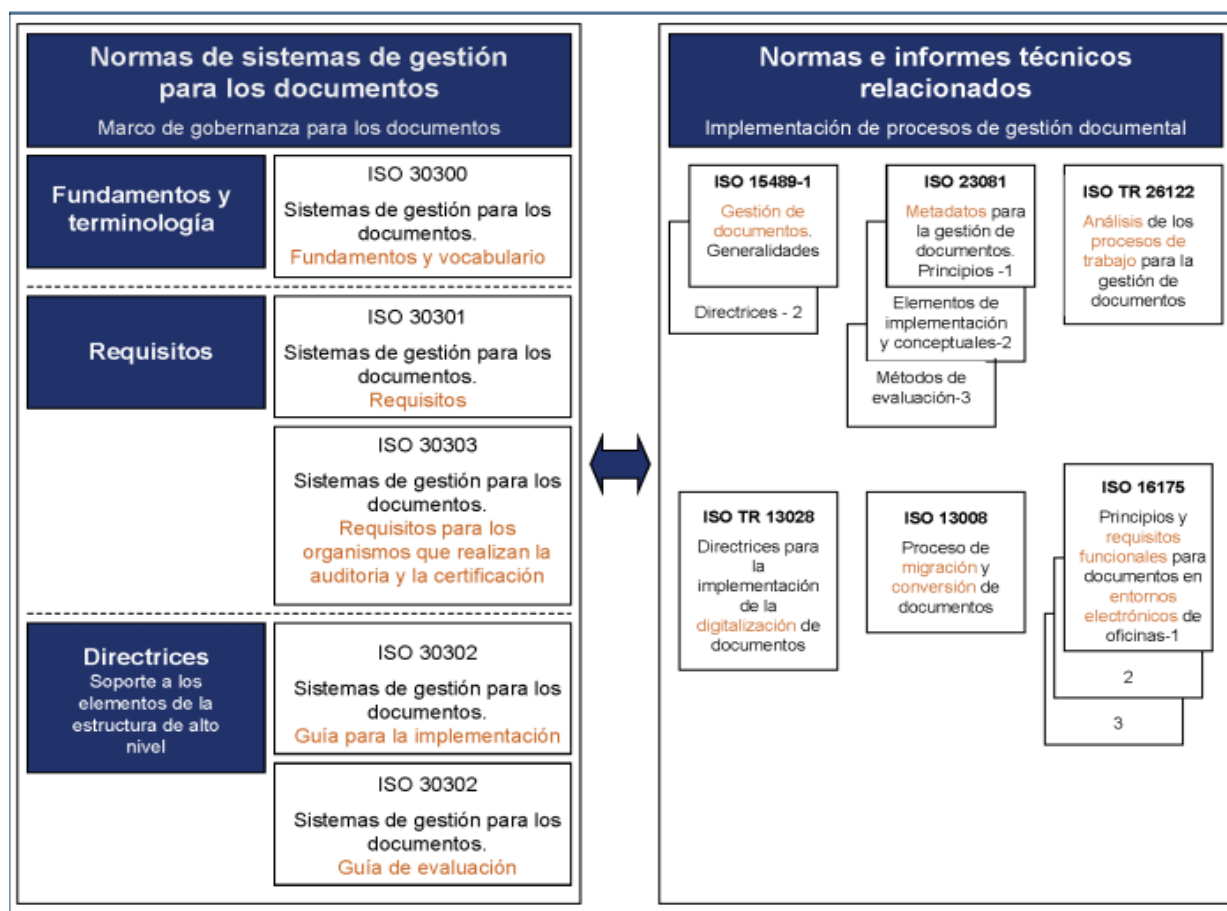 Normas de sistemas de gestión
para los documentos
Marco de gobernanza para los documentos
Fundamentos y
terminología
ISO 30300
Sistemas de gestión para los
documentos.
Fundamentos y vocabulario
Requisitos
ISO 30301
Sistemas de gestión para los
documentos.
Requisitos
ISO 30303
Sistemas de gestión para los
documentos.
Requisitos para los
organismos que realizan la
auditoria y la certificación
Directrices
Soporte a los
elementos de la
estructura de alto
nivel
ISO 30302
Sistemas de gestión para los
documentos.
Guía para la implementación
ISO 30302
Sistemas de gestión para los
documentos.
Guía de evaluación
Normas e informes técnicos
relacionados
Implementación de procesos de gestión documental
ISO 15489-1
Gestión de
documentos.
Generalidades
Directrices - 2
ISO 23081
Metadatos para
la gestión de
documentos.
Principios -1
Elementos de
implementación
y conceptuales-2
Métodos de
evaluación-3
ISO TR 26122
Análisis de los
procesos de
trabajo para la
gestión de
documentos
ISO TR 13028
Directrices para
la
implementación
de la
digitalización de
documentos
ISO 13008
Proceso de
migración y
conversión de
documentos
ISO 16175
Principios y
requisitos
funcionales para
documentos en
entornos
electrónicos de
oficinas-1
2
3